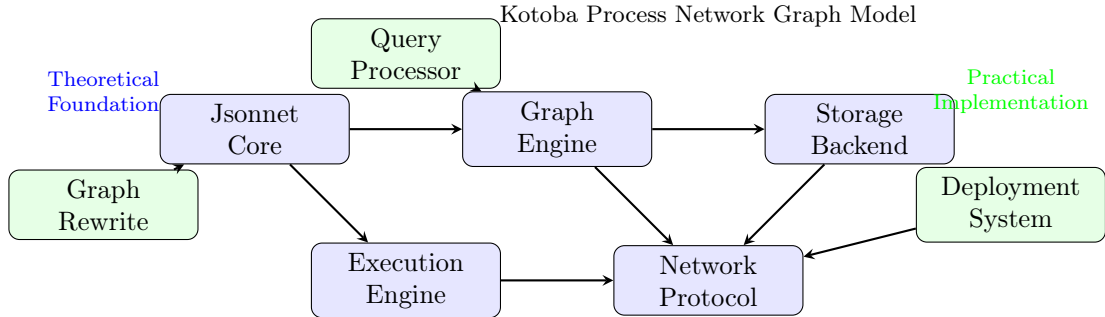 Kotoba Process Network Graph Model
Query
Processor
Theoretical
Foundation
Practical
Implementation
Jsonnet
Core
Graph
Engine
Storage
Backend
Graph
Rewrite
Deployment
System
Execution
Engine
Network
Protocol